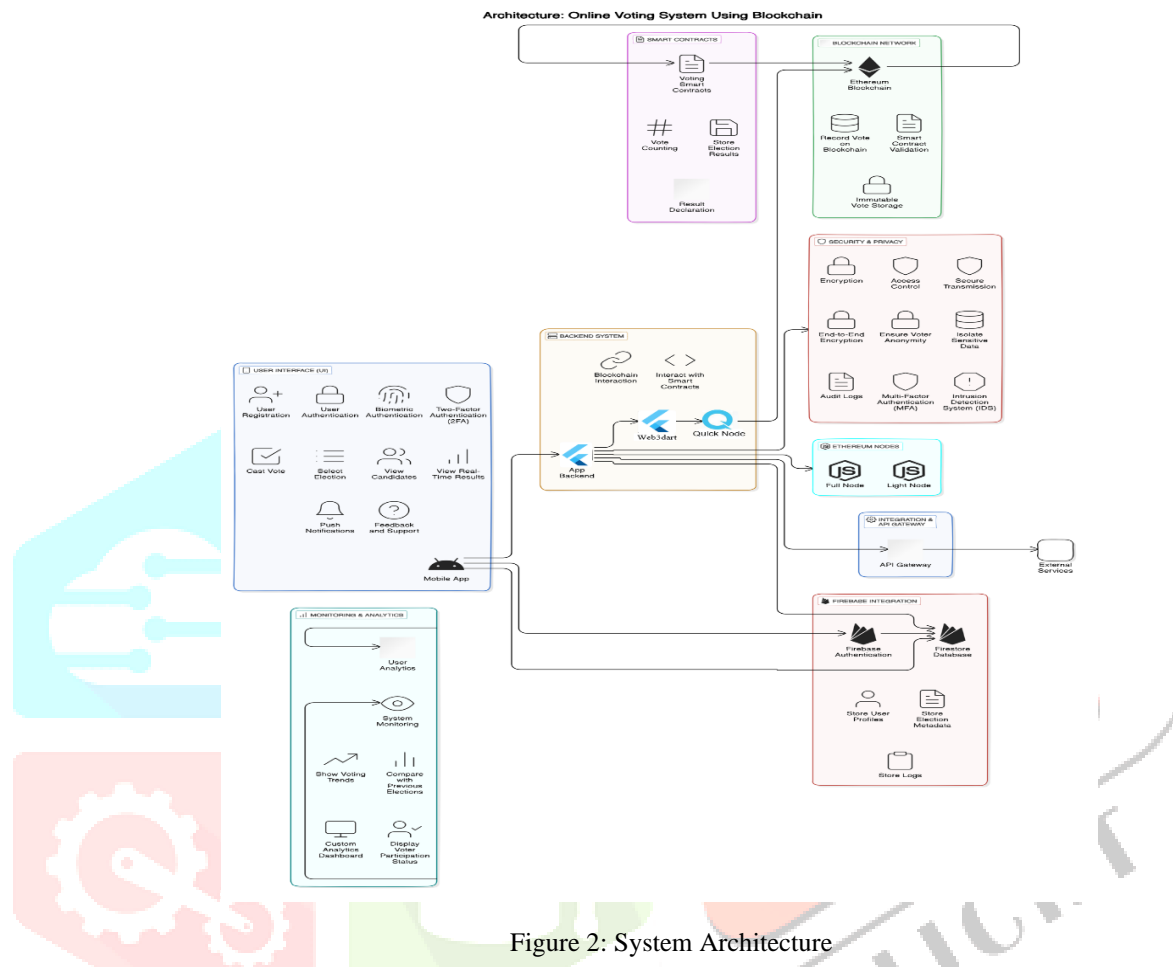 Architecture: Online Voting System Using Blockchain
SMART CONTRACTS
Voting
Smart
Contracts
Vote
Counting
Store
Election
Results
Result
Declaration
BLOCKCHAIN NETWORK
Ethereum
Blockchain
Record Vote
on
Blockchain
Smart
Contract
Validation
Immutable
Vote Storage
SECURITY & PRIVACY
Encryption
Access
Control
Secure
Transmission
End-to-End
Encryption
Ensure Voter
Anonymity
Isolate
Sensitive
Data
Audit Logs
Multi-Factor
Authentication
(MFA)
Intrusion
Detection
System (IDS)
BACKEND SYSTEM
Blockchain
Interaction
Interact with
Smart
Contracts
Web3dart
Quick Node
App
Backend
USER INTERFACE (UI)
User
Registration
User
Authentication
Biometric
Authentication
Two-Factor
Authentication
(2FA)
Cast Vote
Select
Election
View
Candidates
View Real-
Time Results
Push
Notifications
Feedback
and Support
Mobile App
ETHEREUM NODES
JS
Full Node
JS
Light Node
INTEGRATION &
API GATEWAY
API Gateway
External
Services
FIREBASE INTEGRATION
Firebase
Authentication
Firestore
Database
Store User
Profiles
Store
Election
Metadata
Store Logs
MONITORING & ANALYTICS
User
Analytics
System
Monitoring
Show Voting
Trends
Compare
with
Previous
Elections
Custom
Analytics
Dashboard
Display
Voter
Participation
Status
Figure 2: System Architecture